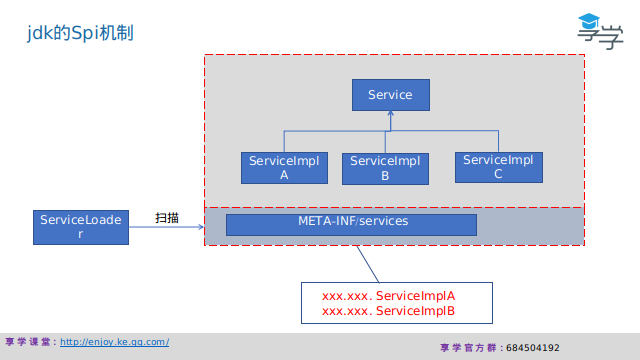 jdk的Spi机制
享学
Service
ServiceImpl
A
ServiceImpl
B
ServiceImpl
C
ServiceLoade
r
扫描
META-INF/services
xxx.xxx. ServiceImplA
xxx.xxx. ServiceImplB
享学课堂：http://enjoy.ke.qq.com/
享学官方群：684504192